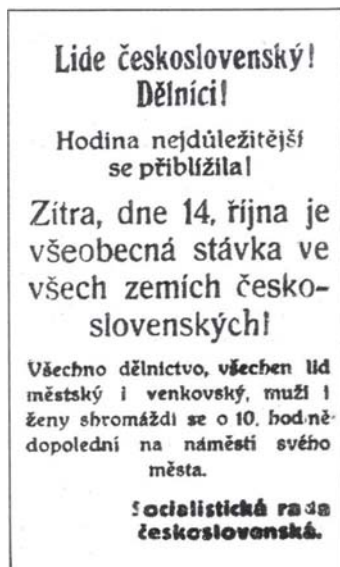 Lide československý!
Dělníci!
Hodina nejdůležitější
se přiblížila!
Zítra, dne 14. října je
všeobecná stávka ve
všech zemích česko-
slovenských!
Všechno dělnictvo, všechen lid
městský i venkovský, muži i
ženy shromáždí se o 10. hod. ně-
dopolední na náměstí svého
města.
Socialistická rada
československá.